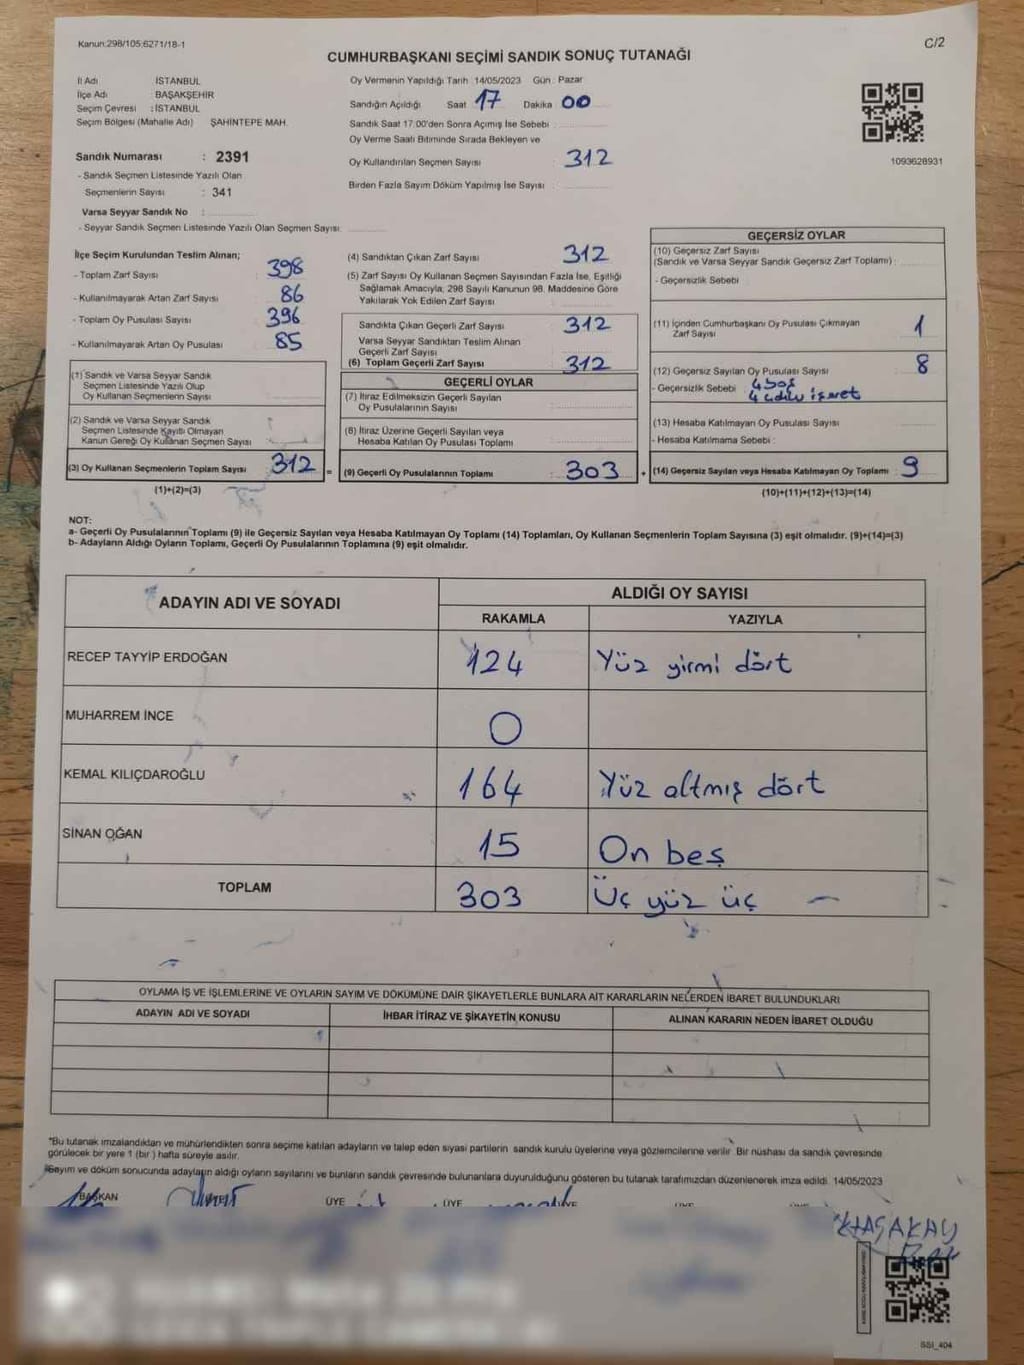 Kanun:298/105;6271/18-1
C/2
CUMHURBAŞKANI SEÇİMİ SANDIK SONUÇ TUTANAĞI
İl Adı İSTANBUL
İlçe Adı BAŞAKŞEHİR
Seçim Çevresi : İSTANBUL
Seçim Bölgesi (Mahalle Adı) ŞAHİNTEPE MAH.
Sandık Numarası : 2391
- Sandık Seçmen Listesinde Yazılı Olan
Seçmenlerin Sayısı : 341
Varsa Seyyar Sandık No :
- Seyyar Sandık Seçmen Listesinde Yazılı Olan Seçmen Sayısı:
Oy Vermenin Yapıldığı Tarih :14/05/2023 Gün : Pazar
Sandığın Açıldığı Saat 17 Dakika 00
Sandık Saat 17:00'den Sonra Açımış İse Sebebi :
Oy Verme Saati Bitiminde Sırada Bekleyen ve
Oy Kullandırılan Seçmen Sayısı : 312
Birden Fazla Sayım Döküm Yapılmış İse Sayısı :
1093628931
İlçe Seçim Kurulundan Teslim Alınan;
- Toplam Zarf Sayısı : 398
- Kullanılmayarak Artan Zarf Sayısı : 86
- Toplam Oy Pusulası Sayısı : 396
- Kullanılmayarak Artan Oy Pusulası : 85
(1) Sandık ve Varsa Seyyar Sandık
Seçmen Listesinde Yazılı Olup
Oy Kullanan Seçmenlerin Sayısı
(2) Sandık ve Varsa Seyyar Sandık
Seçmen Listesinde Kayıtlı Olmayan
Kanun Gereği Oy Kullanan Seçmen Sayısı
(3) Oy Kullanan Seçmenlerin Toplam Sayısı 312 =
(1)+(2)=(3)
(4) Sandıktan Çıkan Zarf Sayısı : 312
(5) Zarf Sayısı Oy Kullanan Seçmen Sayısından Fazla İse, Eşitliği
Sağlamak Amacıyla, 298 Sayılı Kanunun 98. Maddesine Göre
Yakılarak Yok Edilen Zarf Sayısı :
Sandıkta Çıkan Geçerli Zarf Sayısı : 312
Varsa Seyyar Sandıktan Teslim Alınan
Geçerli Zarf Sayısı
(6) Toplam Geçerli Zarf Sayısı : 312
GEÇERLİ OYLAR
(7) İtiraz Edilmeksizin Geçerli Sayılan
Oy Pusulalarının Sayısı
(8) İtiraz Üzerine Geçerli Sayılan veya
Hesaba Katılan Oy Pusulası Toplamı
(9) Geçerli Oy Pusulalarının Toplamı 303 +
GEÇERSİZ OYLAR
(10) Geçersiz Zarf Sayısı
(Sandık ve Varsa Seyyar Sandık Geçersiz Zarf Toplamı) :
- Geçersizlik Sebebi :
(11) İçinden Cumhurbaşkanı Oy Pusulası Çıkmayan
Zarf Sayısı 1
(12) Geçersiz Sayılan Oy Pusulası Sayısı : 8
- Geçersizlik Sebebi : 4 boş
işaret
(13) Hesaba Katılmayan Oy Pusulası Sayısı
- Hesaba Katılmama Sebebi :
(14) Geçersiz Sayılan veya Hesaba Katılmayan Oy Toplamı : 9
(10)+(11)+(12)+(13)=(14)
NOT:
a- Geçerli Oy Pusulalarının Toplamı (9) ile Geçersiz Sayılan veya Hesaba Katılmayan Oy Toplamı (14) Toplamları, Oy Kullanan Seçmenlerin Toplam Sayısına (3) eşit olmalıdır. (9)+(14)=(3)
b- Adayların Aldığı Oyların Toplamı, Geçerli Oy Pusulalarının Toplamına (9) eşit olmalıdır.
ADAYIN ADI VE SOYADI
ALDIĞI OY SAYISI
RAKAMLA YAZIYLA
RECEP TAYYİP ERDOĞAN 124 Yüz yirmi dört
MUHARREM İNCE 0
KEMAL KILIÇDAROĞLU 164 Yüz altmış dört
SİNAN OĞAN 15 On beş
TOPLAM 303 Üç yüz üç
OYLAMA İŞ VE İŞLEMLERİNE VE OYLARIN SAYIM VE DÖKÜMÜNE DAİR ŞİKAYETLERLE BUNLARA AİT KARARLARIN NELERDEN İBARET BULUNDUKLARI
ADAYIN ADI VE SOYADI İHBAR İTİRAZ VE ŞİKAYETİN KONUSU ALINAN KARARIN NEDEN İBARET OLDUĞU
*Bu tutanak imzalandıktan ve mühürlendikten sonra seçime katılan adayların ve talep eden siyasi partilerin sandık kurulu üyelerine veya gözlemcilerine verilir. Bir nüshası da sandık çevresinde
görülecek bir yere 1 (bir ) hafta süreyle asılır.
*Sayım ve döküm sonucunda adayların aldığı oyların sayılarını ve bunların sandık çevresinde bulunanlara duyurulduğunu gösteren bu tutanak tarafımızdan düzenlenerek imza edildi. 14/05/2023
BAŞKAN ÜYE ÜYE ÜYE
SSI_404